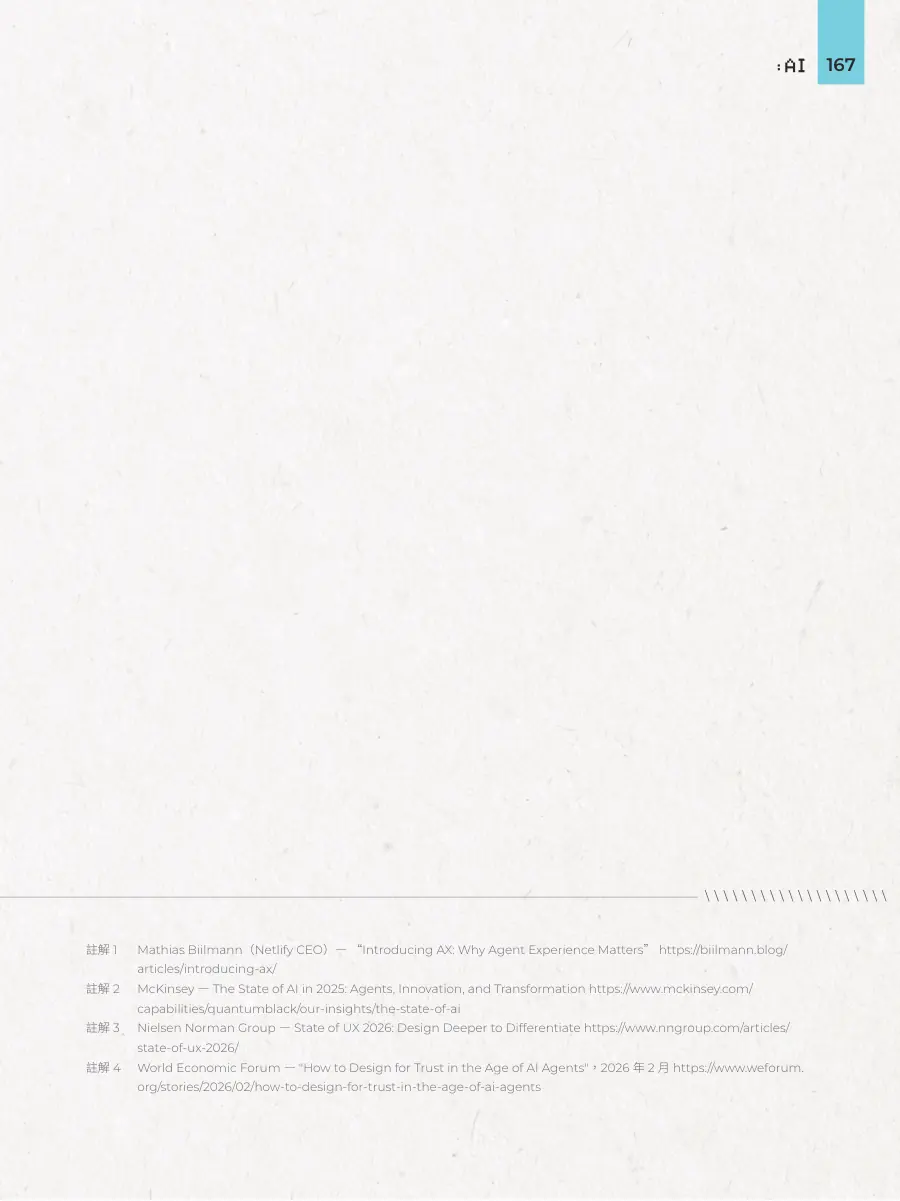 :AI 167
註解 1 Mathias Biilmann（Netlify CEO）— “Introducing AX: Why Agent Experience Matters” https://biilmann.blog/
articles/introducing-ax/
註解 2 McKinsey — The State of AI in 2025: Agents, Innovation, and Transformation https://www.mckinsey.com/
capabilities/quantumblack/our-insights/the-state-of-ai
註解 3 Nielsen Norman Group — State of UX 2026: Design Deeper to Differentiate https://www.nngroup.com/articles/
state-of-ux-2026/
註解 4 World Economic Forum — "How to Design for Trust in the Age of AI Agents"，2026 年 2 月 https://www.weforum.
org/stories/2026/02/how-to-design-for-trust-in-the-age-of-ai-agents